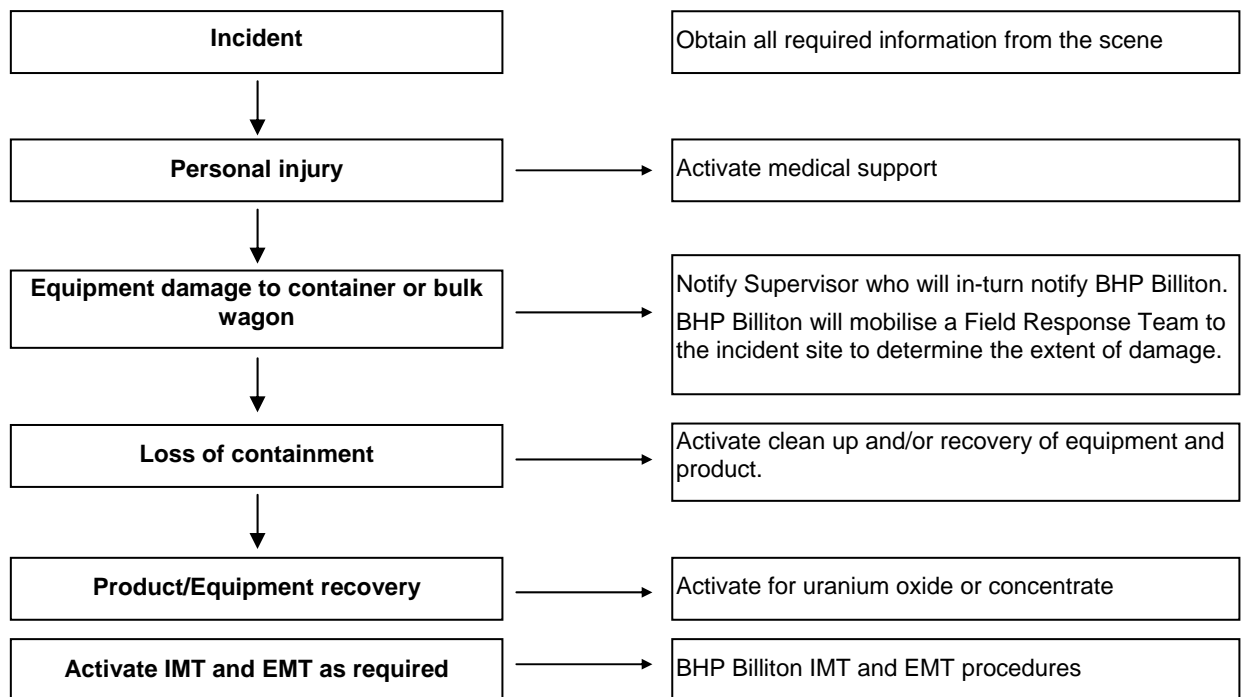 Incident
Obtain all required information from the scene
Personal injury
Activate medical support
Equipment damage to container or bulk
wagon
Notify Supervisor who will in-turn notify BHP Billiton.
BHP Billiton will mobilise a Field Response Team to
the incident site to determine the extent of damage.
Loss of containment
Activate clean up and/or recovery of equipment and
product.
Product/Equipment recovery
Activate for uranium oxide or concentrate
Activate IMT and EMT as required
BHP Billiton IMT and EMT procedures